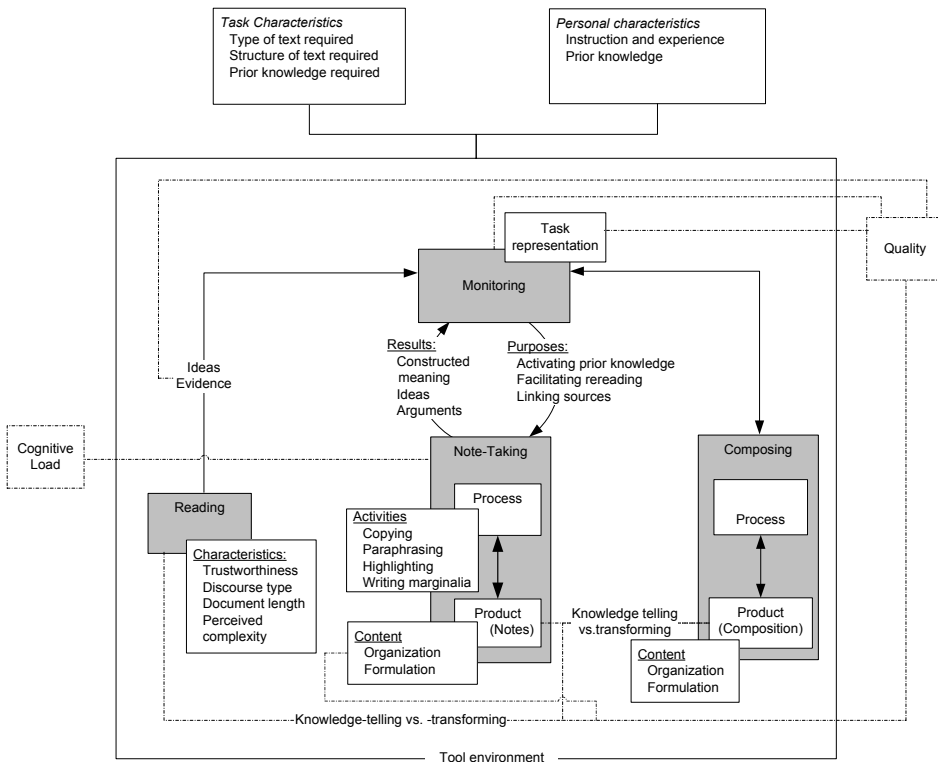 Task Characteristics
Type of text required
Structure of text required
Prior knowledge required
Personal characteristics
Instruction and experience
Prior knowledge
Task
representation
Quality
Monitoring
Results:
Constructed
meaning
Ideas
Arguments
Purposes:
Activating prior knowledge
Facilitating rereading
Linking sources
Ideas
Evidence
Cognitive
Load
Note-Taking
Composing
Process
Process
Reading
Activities
Copying
Paraphrasing
Highlighting
Writing marginalia
Characteristics:
Trustworthiness
Discourse type
Document length
Perceived
complexity
Product
(Notes)
Knowledge telling
vs.transforming
Product
(Composition)
Content
Organization
Formulation
Content
Organization
Formulation
Knowledge-telling vs. -transforming
Tool environment